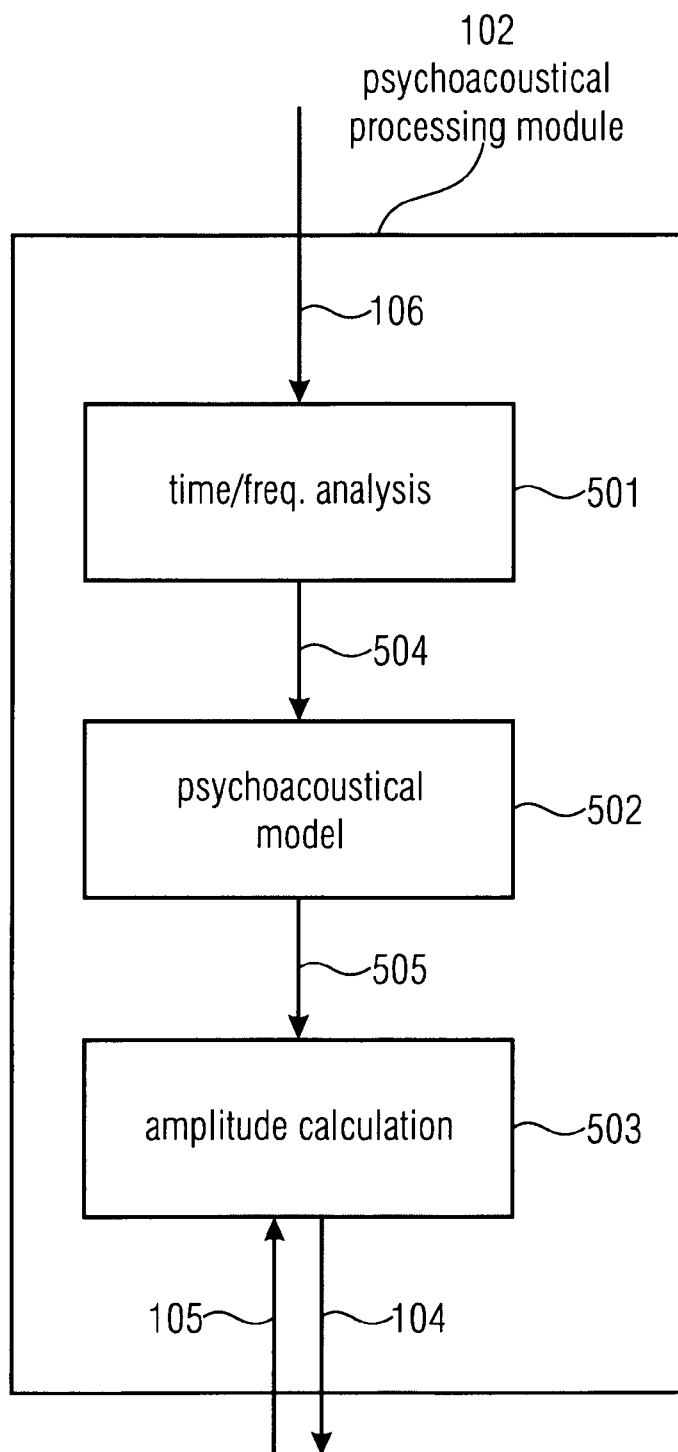 102
psychoacoustical
processing module
106
time/freq. analysis
501
504
psychoacoustical
model
502
505
amplitude calculation
503
105
104